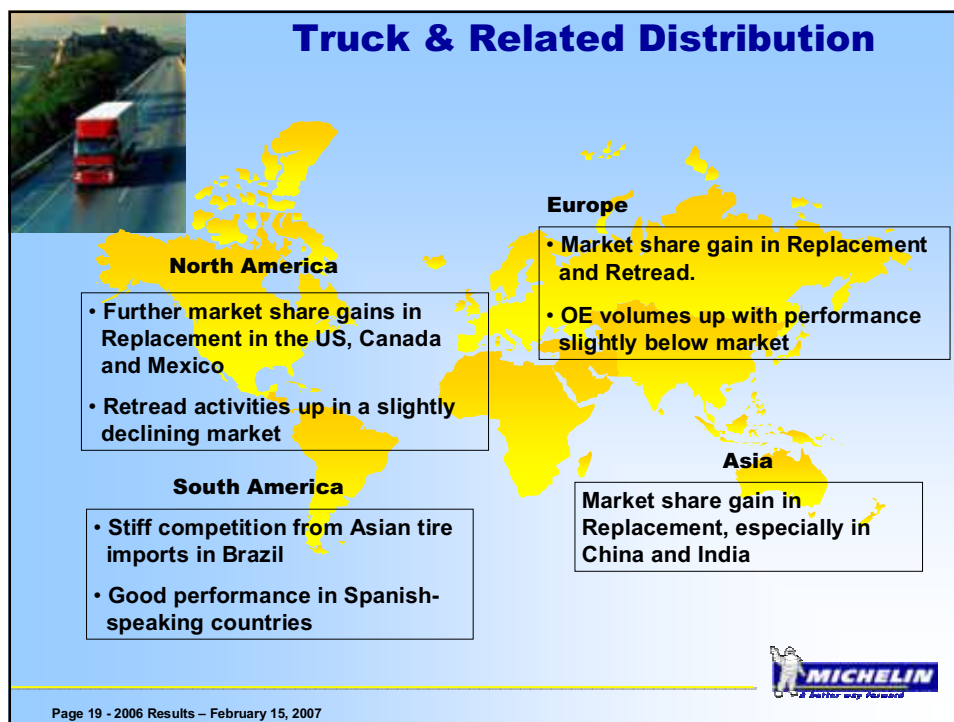 Truck & Related Distribution
Europe
• Market share gain in Replacement
and Retread.
• OE volumes up with performance
slightly below market
North America
• Further market share gains in
Replacement in the US, Canada
and Mexico
• Retread activities up in a slightly
declining market
South America
• Stiff competition from Asian tire
imports in Brazil
• Good performance in Spanish-
speaking countries
Asia
Market share gain in
Replacement, especially in
China and India
MICHELIN
A better way forward
Page 19 - 2006 Results – February 15, 2007